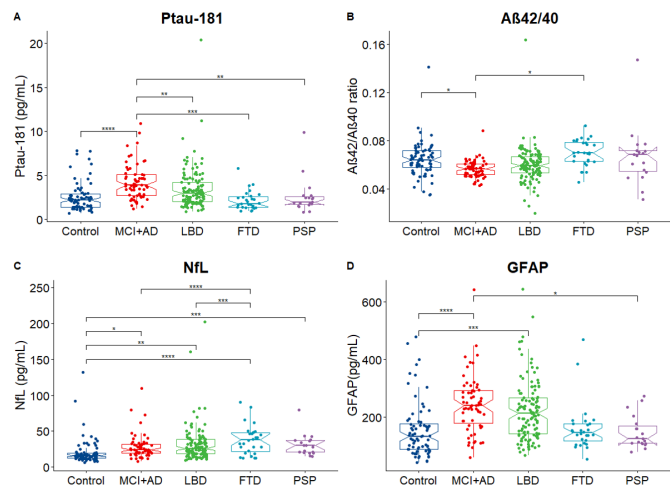 A
Ptau-181
Ptau-181 (pg/mL)
20
15
10
5
0
**
**
***
****
Control
MCI+AD
LBD
FTD
PSP
B
Aß42/40
Aß42/Aß40 ratio
0.16
0.12
0.08
0.04
*
*
Control
MCI+AD
LBD
FTD
PSP
C
NfL
NfL (pg/mL)
250
200
150
100
50
0
****
***
***
*
**
****
Control
MCI+AD
LBD
FTD
PSP
D
GFAP
GFAP(pg/mL)
600
400
200
0
****
*
***
Control
MCI+AD
LBD
FTD
PSP